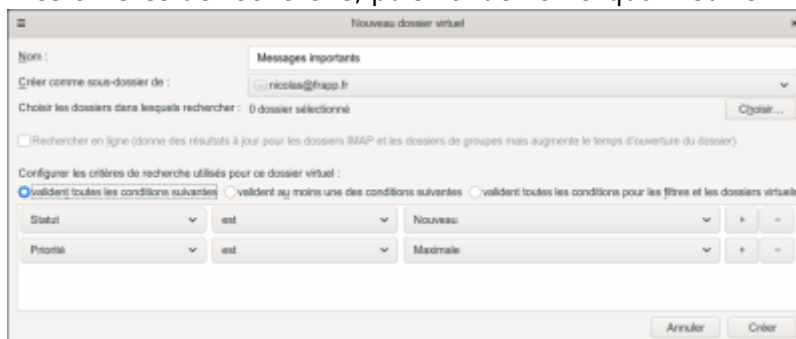 Nouveau dossier virtuel
Nom : Messages importants
Créer comme sous-dossier de : nicolas@frapp.fr
Choisir les dossiers dans lesquels rechercher : 0 dossier sélectionné Choisir...
Rechercher en ligne (donne des résultats à jour pour les dossiers IMAP et les dossiers de groupes mais augmente le temps d'ouverture du dossier)
Configurer les critères de recherche utilisés pour ce dossier virtuel :
valident toutes les conditions suivantes valident au moins une des conditions suivantes valident toutes les conditions pour les filtres et les dossiers virtuels
Statut est Nouveau + -
Priorité est Maximale + -
Annuler Créer